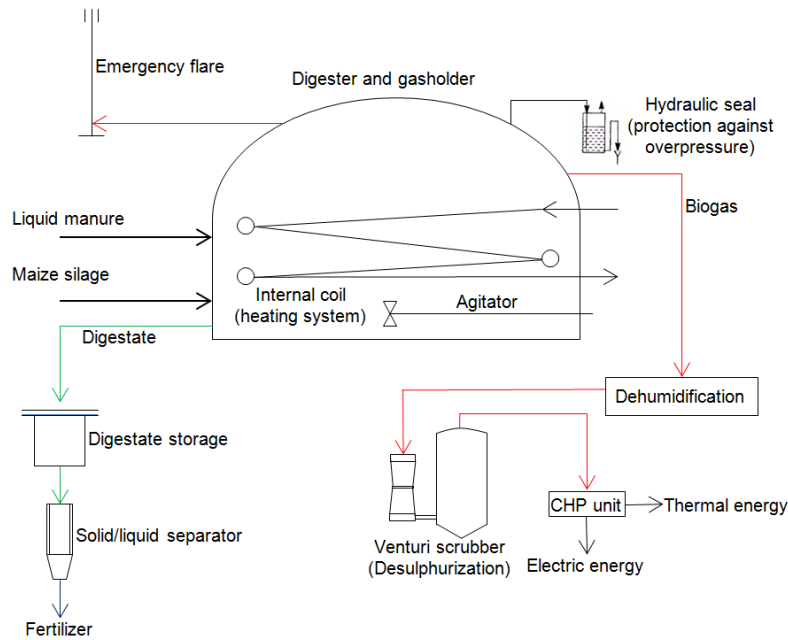 Emergency flare
Digester and gasholder
Hydraulic seal
(protection against
overpressure)
Liquid manure
Biogas
Maize silage
Internal coil
(heating system)
Agitator
Digestate
Dehumidification
Digestate storage
CHP unit
Thermal energy
Solid/liquid separator
Venturi scrubber
(Desulphurization)
Electric energy
Fertilizer